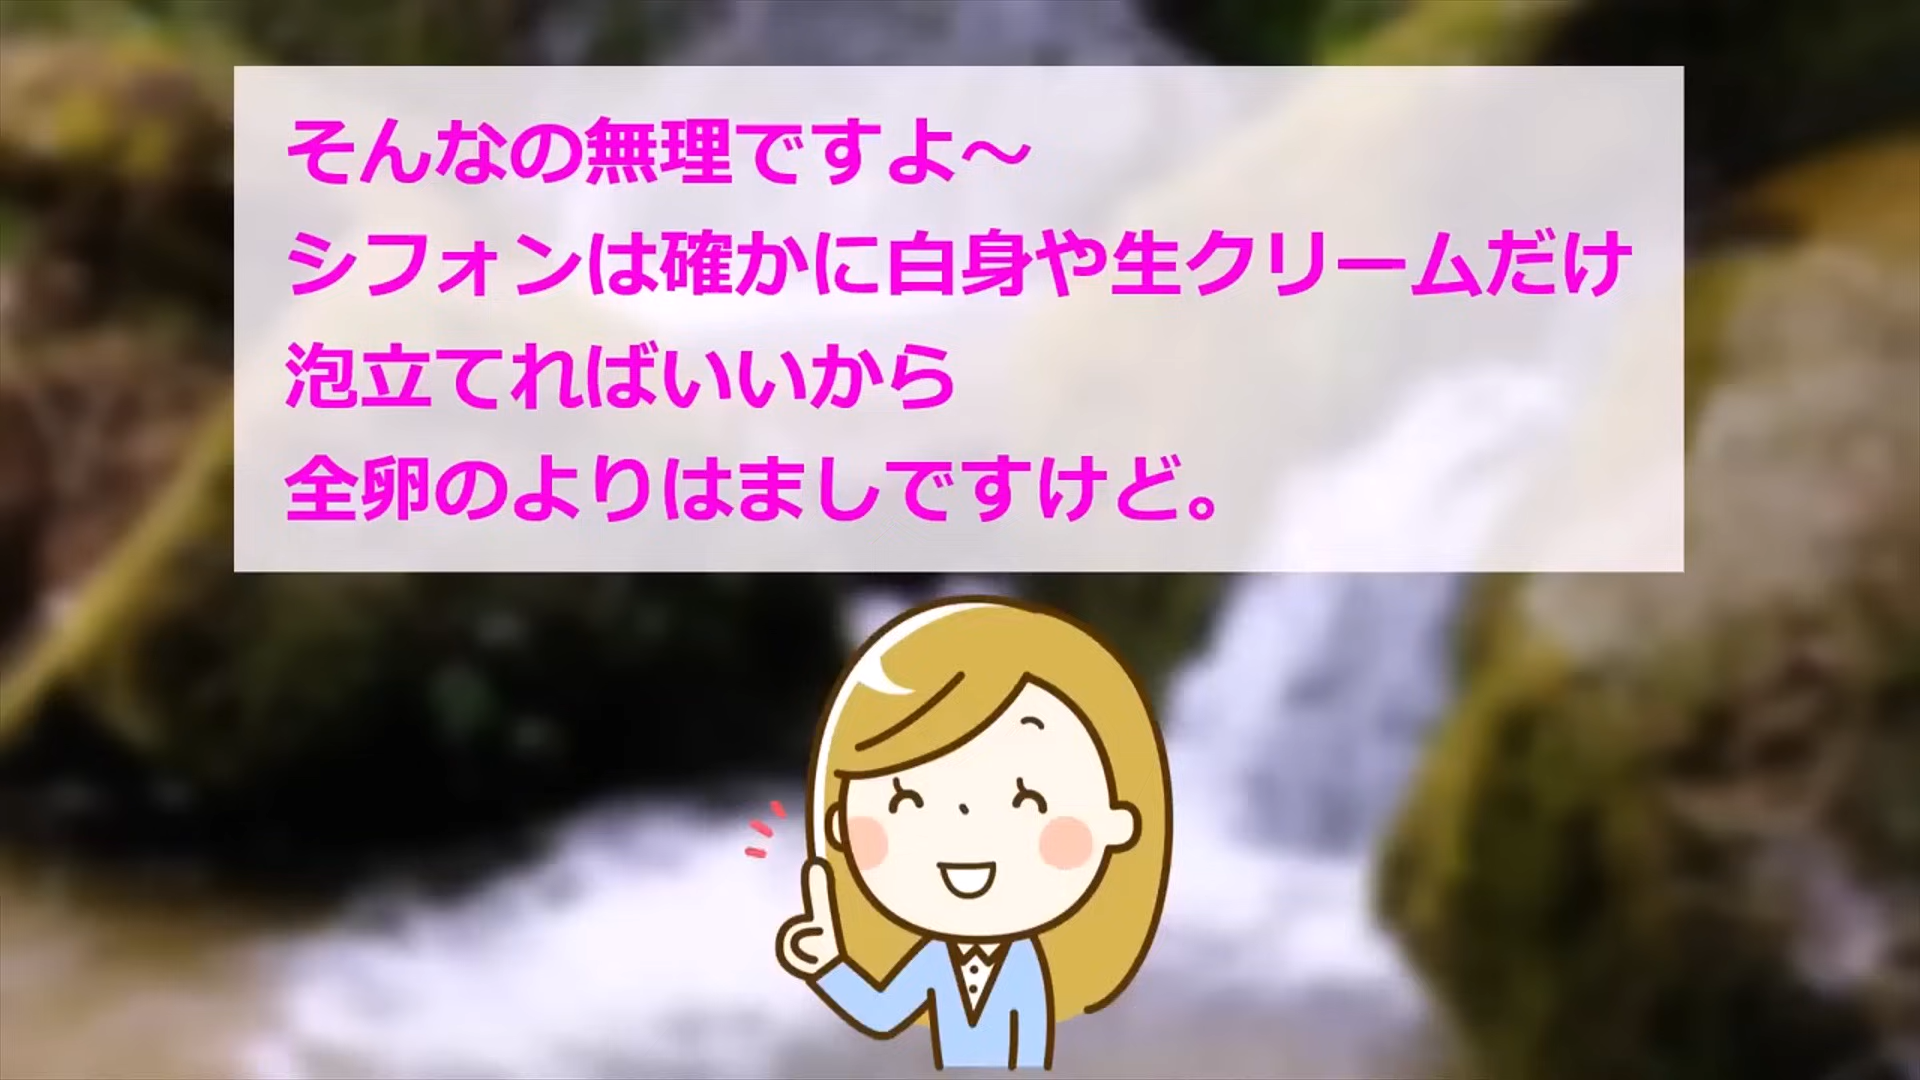 そんなの無理ですよ～
シフォンは確かに白身や生クリームだけ
泡立てればいいから
全卵のよりはましですけど。